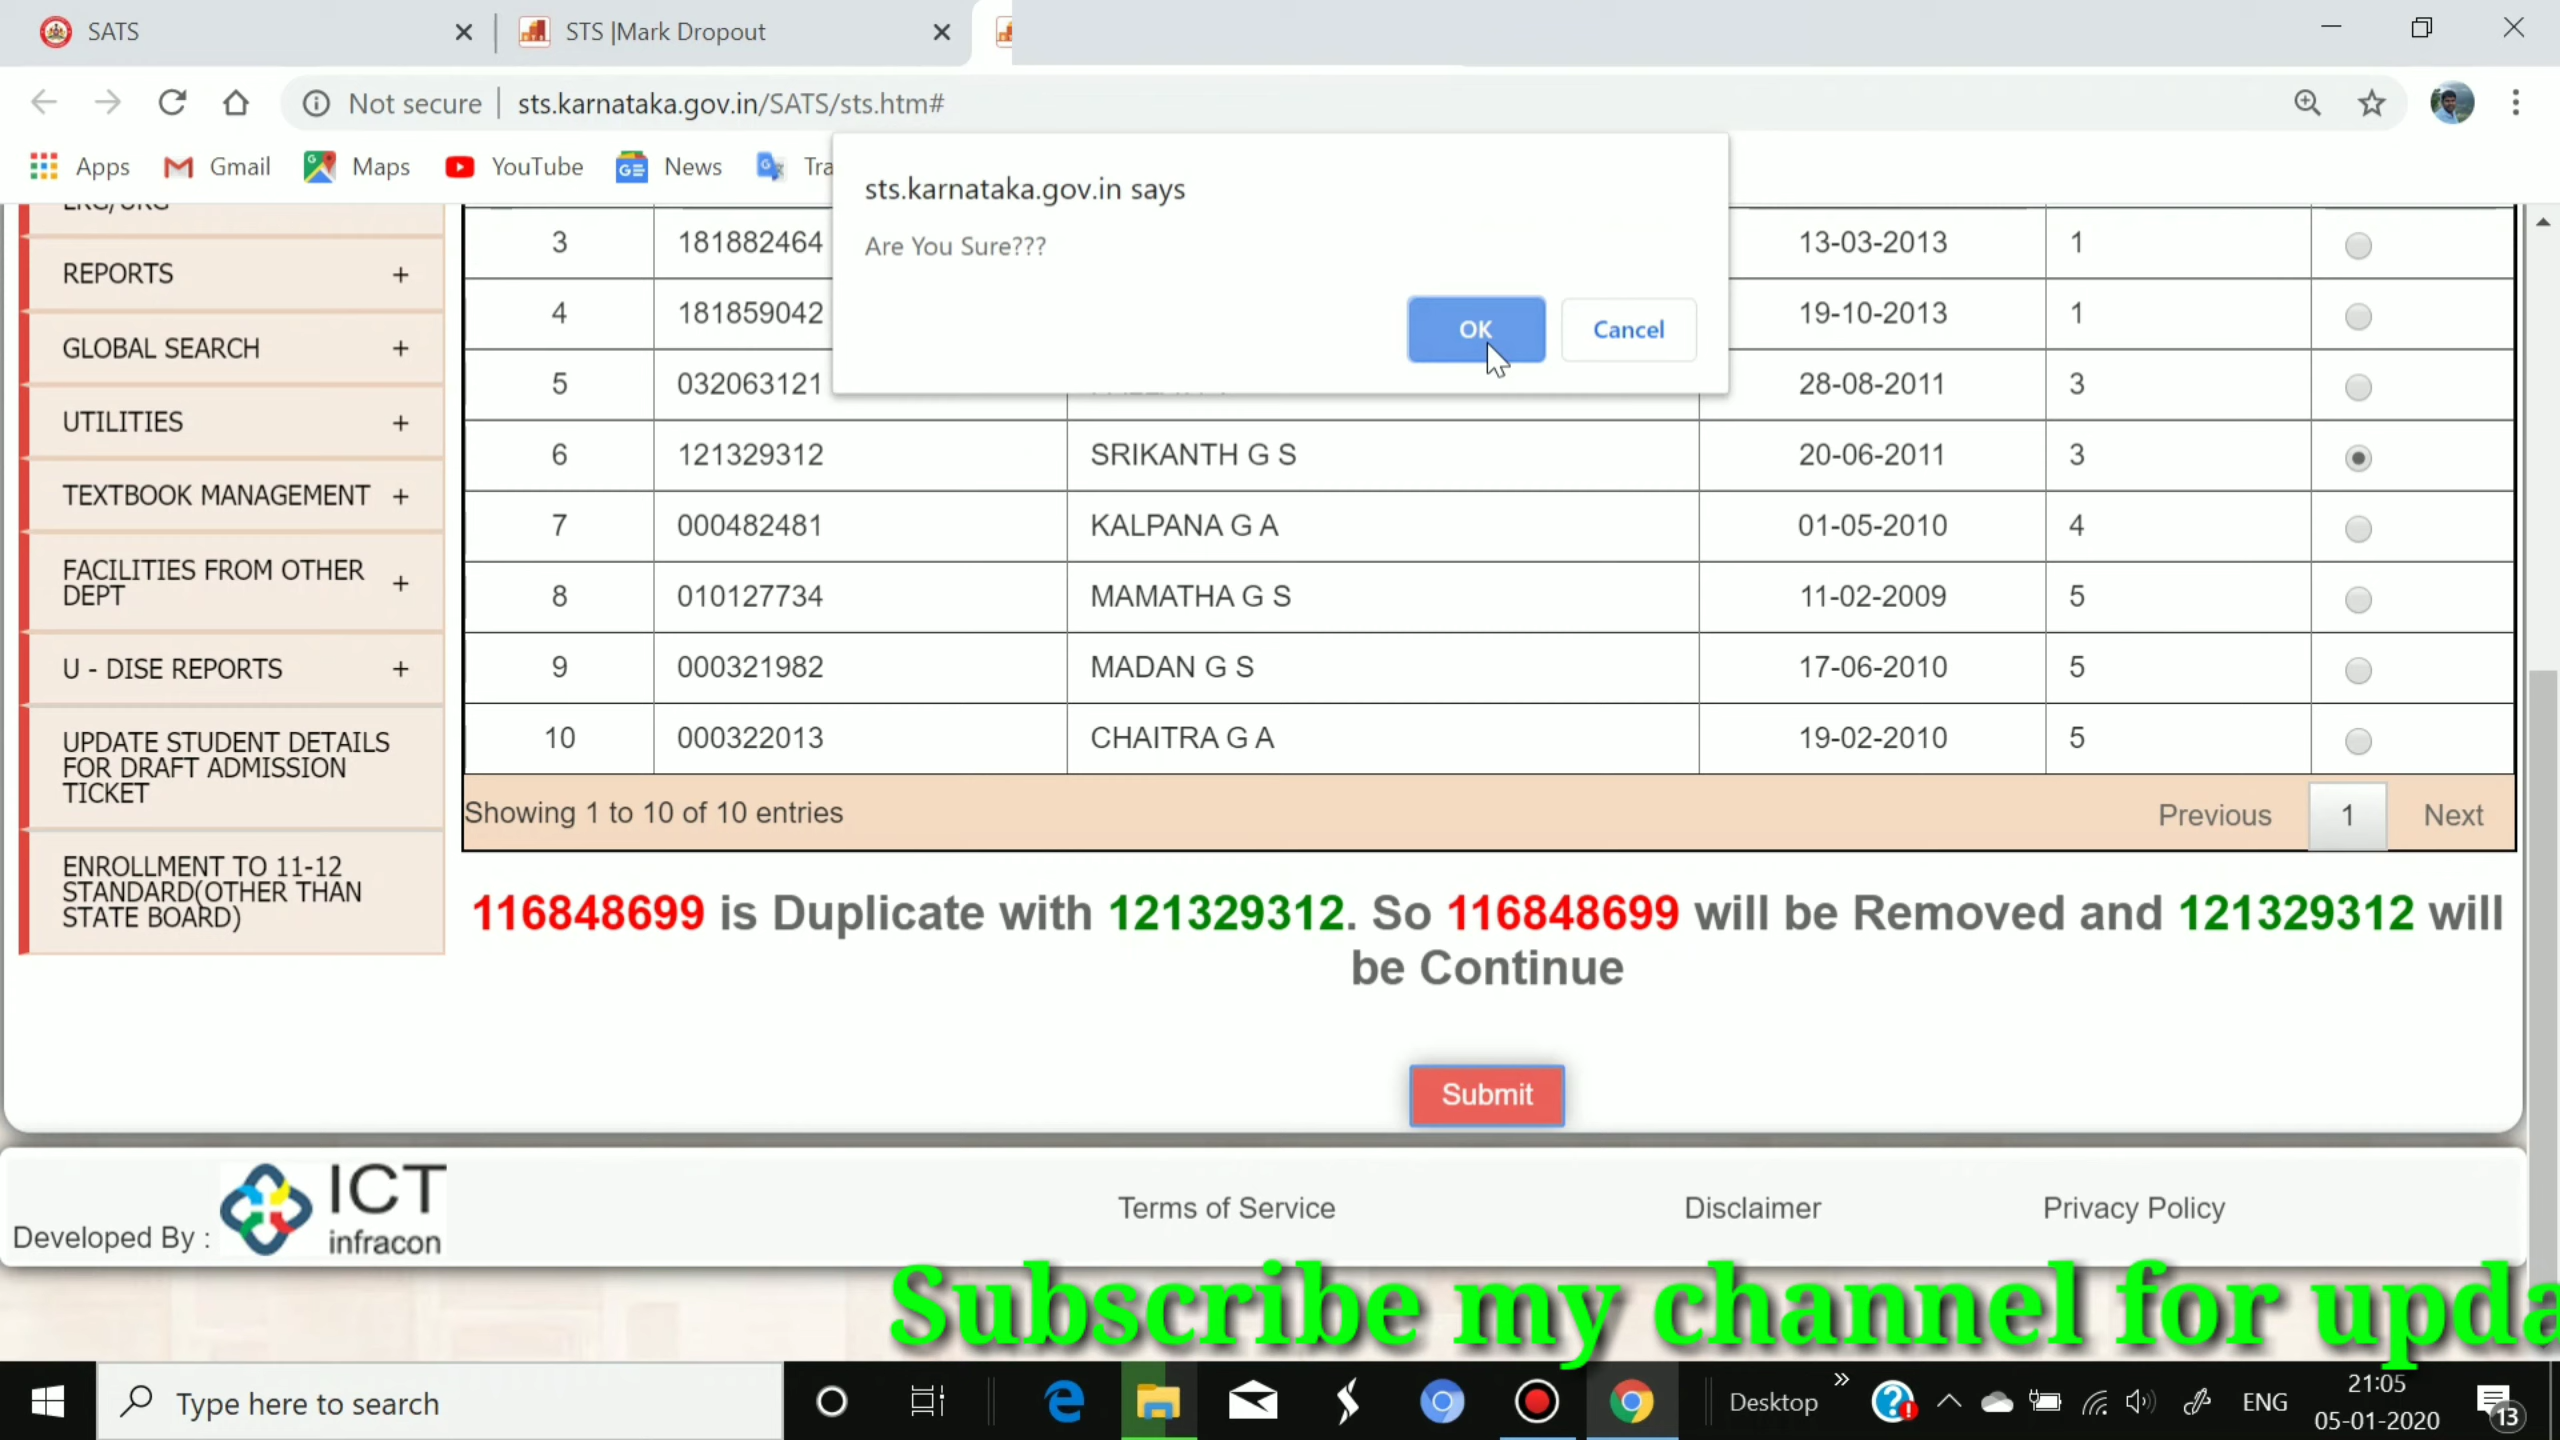 SATS
STS |Mark Dropout
Not secure
sts.karnataka.gov.in/SATS/sts.htm#
Apps
Gmail
Maps
YouTube
News
Tra
sts.karnataka.gov.in says
Are You Sure???
OK
Cancel
LKG/UKG
REPORTS +
GLOBAL SEARCH +
UTILITIES +
TEXTBOOK MANAGEMENT +
FACILITIES FROM OTHER
DEPT +
U - DISE REPORTS +
UPDATE STUDENT DETAILS
FOR DRAFT ADMISSION
TICKET
ENROLLMENT TO 11-12
STANDARD(OTHER THAN
STATE BOARD)
3 181882464 13-03-2013 1
4 181859042 19-10-2013 1
5 032063121 28-08-2011 3
6 121329312 SRIKANTH G S 20-06-2011 3
7 000482481 KALPANA G A 01-05-2010 4
8 010127734 MAMATHA G S 11-02-2009 5
9 000321982 MADAN G S 17-06-2010 5
10 000322013 CHAITRA G A 19-02-2010 5
Showing 1 to 10 of 10 entries
Previous 1 Next
116848699 is Duplicate with 121329312. So 116848699 will be Removed and 121329312 will
be Continue
Submit
Developed By :
ICT
infracon
Terms of Service
Disclaimer
Privacy Policy
Subscribe my channel for upda
Type here to search
Desktop
ENG
21:05
05-01-2020
13